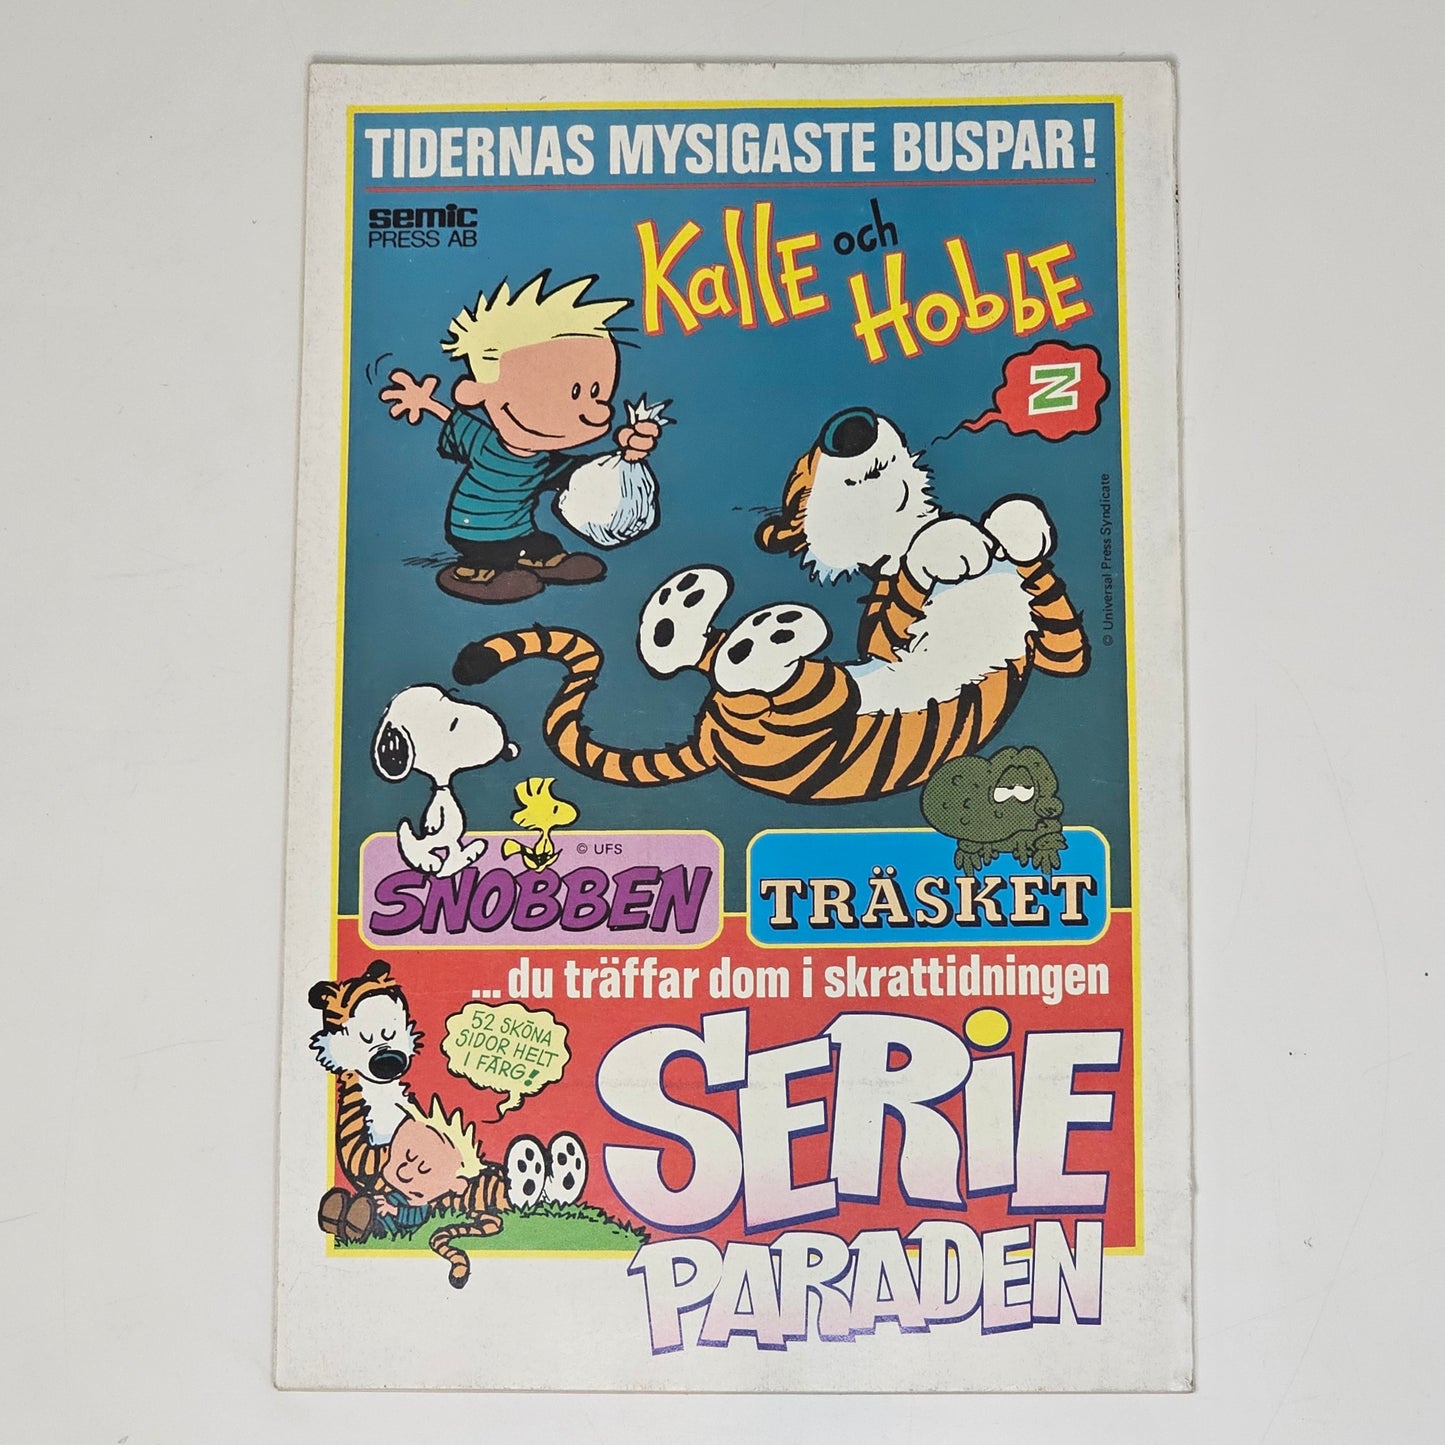 TIDERNAS MYSIGASTE BUSPAR!
semic
PRESS AB
Kalle och
Hobbe
Z
© Universal Press Syndicate
© UFS
SNOBBEN
TRÄSKET
...du träffar dom i skrattidningen
52 SKÖNA
SIDOR HELT
I FÄRG!
SERiE
PARADEN